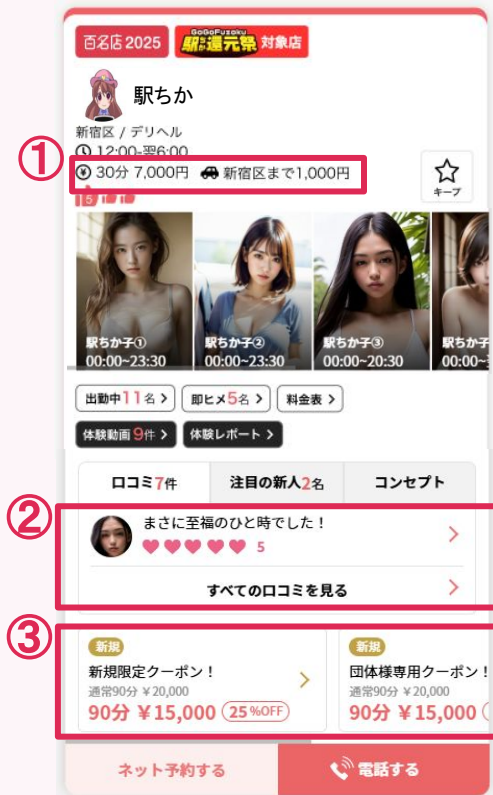 百名店 2025
GoGoFuzoku
駅ちか還元祭 対象店
駅ちか
新宿区 / デリヘル
12:00-翌6:00
①
30分 7,000円 新宿区まで1,000円
キープ
5
駅ちか子①
00:00~23:30
駅ちか子②
00:00~23:30
駅ちか子③
00:00~20:30
駅ちか子
00:00~
出勤中11名
即ヒメ5名
料金表
体験動画 9件
体験レポート
口コミ7件
注目の新人2名
コンセプト
②
まさに至福のひと時でした！
5
すべての口コミを見る
③
新規
新規限定クーポン！
通常90分 ￥20,000
90分 ￥15,000 25%OFF
新規
団体様専用クーポン！
通常90分 ￥20,000
90分 ￥15,000
ネット予約する
電話する